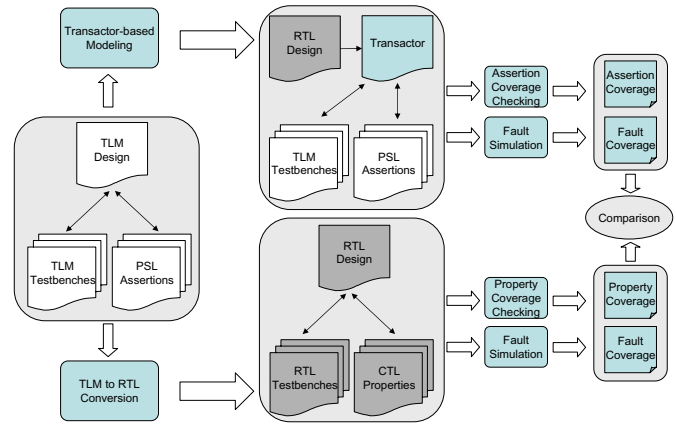 Transactor-based
Modeling
RTL
Design
Transactor
TLM
Testbenches
PSL
Assertions
Assertion
Coverage
Checking
Fault
Simulation
Assertion
Coverage
Fault
Coverage
TLM
Design
TLM
Testbenches
PSL
Assertions
Comparison
RTL
Design
RTL
Testbenches
CTL
Properties
Property
Coverage
Checking
Fault
Simulation
Property
Coverage
Fault
Coverage
TLM to RTL
Conversion